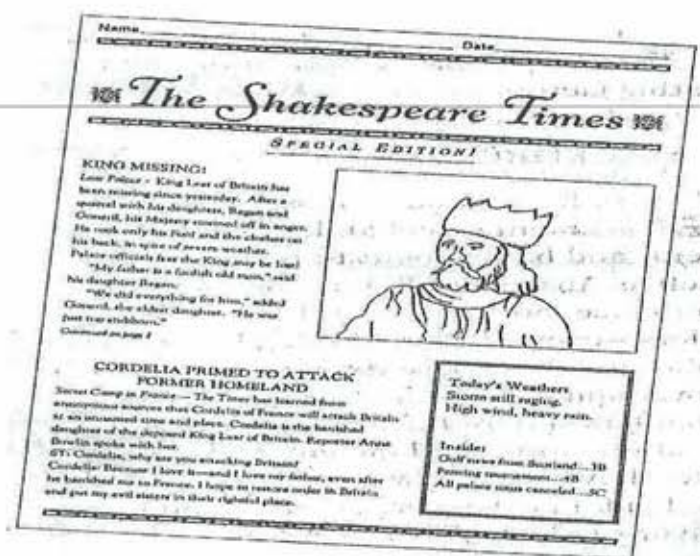 Name Date
The Shakespeare Times
SPECIAL EDITION!
KING MISSING!
Lear Palace - King Lear of Britain has
been missing since yesterday. After a
quarrel with his daughters, Regan and
Goneril, his Majesty stormed off in anger.
He took only his Fool and the clothes on
his back, in spite of severe weather.
Palace officials fear the King may be hurt.
"My father is a foolish old man," said
his daughter Regan.
"We did everything for him," added
Goneril, the eldest daughter. "He was
just too stubborn."
Continued on page 2
CORDELIA PRIMED TO ATTACK
FORMER HOMELAND
Secret Camp in France — The Times has learned from
anonymous sources that Cordelia of France will attack Britain
at an unnamed time and place. Cordelia is the banished
daughter of the deposed King Lear of Britain. Reporter Anne
Bowlin spoke with her.
ST: Cordelia, why are you attacking Britain?
Cordelia: Because I love it—and I love my father, even after
he banished me to France. I hope to restore order in Britain
and put my evil sisters in their rightful place.
Today's Weather:
Storm still raging.
High wind, heavy rain.
Inside:
Golf news from Scotland...3B
Fencing tournament...4B
All palace tours canceled...5C